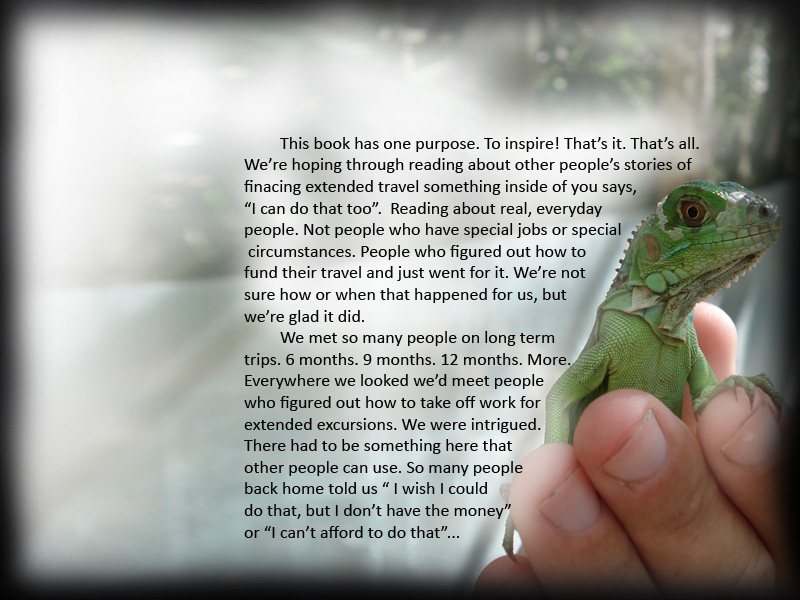 This book has one purpose. To inspire! That's it. That's all.
We're hoping through reading about other people's stories of
finacing extended travel something inside of you says,
“I can do that too”.  Reading about real, everyday
people. Not people who have special jobs or special
circumstances. People who figured out how to
fund their travel and just went for it. We're not
sure how or when that happened for us, but
we're glad it did.
We met so many people on long term
trips. 6 months. 9 months. 12 months. More.
Everywhere we looked we'd meet people
who figured out how to take off work for
extended excursions. We were intrigued.
There had to be something here that
other people can use. So many people
back home told us “ I wish I could
do that, but I don't have the money”
or “I can't afford to do that”...